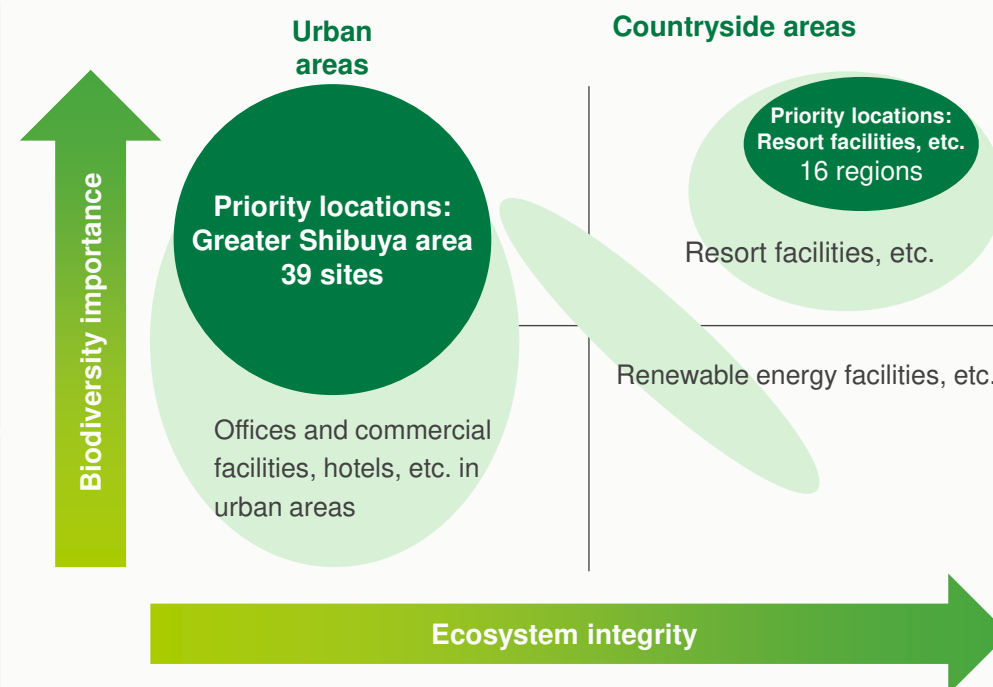 Urban
areas
Countryside areas
Biodiversity importance
Priority locations:
Greater Shibuya area
39 sites
Offices and commercial
facilities, hotels, etc. in
urban areas
Priority locations:
Resort facilities, etc.
16 regions
Resort facilities, etc.
Renewable energy facilities, etc.
Ecosystem integrity